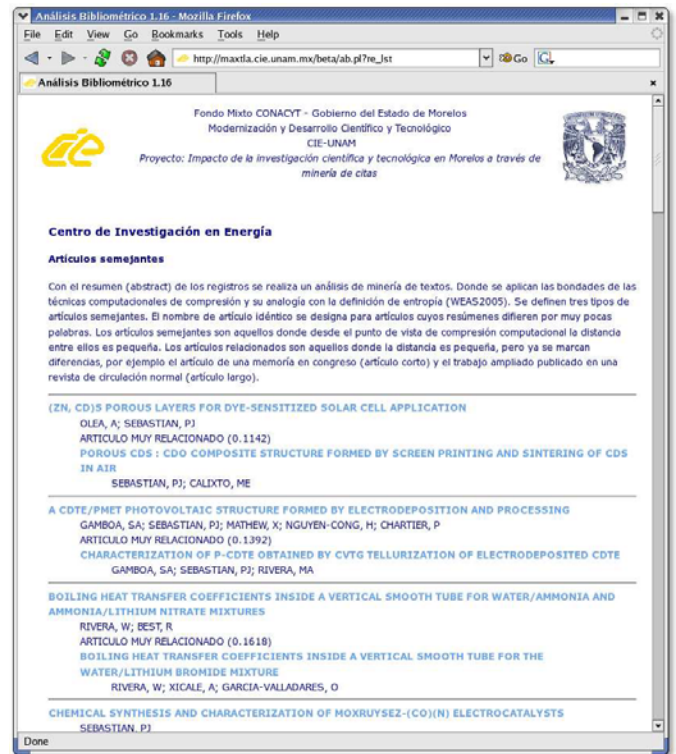 Análisis Bibliométrico 1.16 - Mozilla Firefox
File Edit View Go Bookmarks Tools Help
http://maxtla.cie.unam.mx/beta/ab.pl?re_lst Go
Análisis Bibliométrico 1.16
Fondo Mixto CONACYT - Gobierno del Estado de Morelos
Modernización y Desarrollo Científico y Tecnológico
CIE-UNAM
Proyecto: Impacto de la investigación científica y tecnológica en Morelos a través de
minería de citas
cie
Centro de Investigación en Energía
Artículos semejantes
Con el resumen (abstract) de los registros se realiza un análisis de minería de textos. Donde se aplican las bondades de las
técnicas computacionales de compresión y su analogía con la definición de entropía (WEAS2005). Se definen tres tipos de
artículos semejantes. El nombre de artículo idéntico se designa para artículos cuyos resúmenes difieren por muy pocas
palabras. Los artículos semejantes son aquellos donde desde el punto de vista de compresión computacional la distancia
entre ellos es pequeña. Los artículos relacionados son aquellos donde la distancia es pequeña, pero ya se marcan
diferencias, por ejemplo el artículo de una memoría en congreso (artículo corto) y el trabajo ampliado publicado en una
revista de circulación normal (artículo largo).
(ZN, CD)S POROUS LAYERS FOR DYE-SENSITIZED SOLAR CELL APPLICATION
OLEA, A; SEBASTIAN, PJ
ARTICULO MUY RELACIONADO (0.1142)
POROUS CDS : CDO COMPOSITE STRUCTURE FORMED BY SCREEN PRINTING AND SINTERING OF CDS
IN AIR
SEBASTIAN, PJ; CALIXTO, ME
A CDTE/PMET PHOTOVOLTAIC STRUCTURE FORMED BY ELECTRODEPOSITION AND PROCESSING
GAMBOA, SA; SEBASTIAN, PJ; MATHEW, X; NGUYEN-CONG, H; CHARTIER, P
ARTICULO MUY RELACIONADO (0.1392)
CHARACTERIZATION OF P-CDTE OBTAINED BY CVTG TELLURIZATION OF ELECTRODEPOSITED CDTE
GAMBOA, SA; SEBASTIAN, PJ; RIVERA, MA
BOILING HEAT TRANSFER COEFFICIENTS INSIDE A VERTICAL SMOOTH TUBE FOR WATER/AMMONIA AND
AMMONIA/LITHIUM NITRATE MIXTURES
RIVERA, W; BEST, R
ARTICULO MUY RELACIONADO (0.1618)
BOILING HEAT TRANSFER COEFFICIENTS INSIDE A VERTICAL SMOOTH TUBE FOR THE
WATER/LITHIUM BROMIDE MIXTURE
RIVERA, W; XICALE, A; GARCIA-VALLADARES, O
CHEMICAL SYNTHESIS AND CHARACTERIZATION OF MOXRUYSEZ-(CO)(N) ELECTROCATALYSTS
SEBASTIAN, PJ
Done